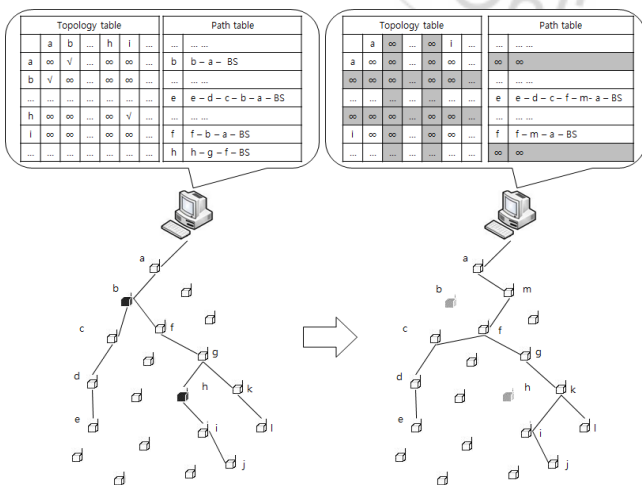 Topology table Path table
a b ... h i ... ... ... ...
a ∞ √ ... ∞ ∞ ... b b – a – BS
b √ ∞ ... ∞ ∞ ... ... ... ...
... ... ... ... ... ... ... e e – d – c – b – a – BS
h ∞ ∞ ... ∞ √ ... ... ... ...
i ∞ ∞ ... ∞ ∞ ... f f – b – a – BS
... ... ... ... ... ... ... h h – g – f – BS
Topology table Path table
a ∞ ... ∞ i ... ... ... ...
a ∞ ∞ ... ∞ ∞ ... ∞ ∞
∞ ∞ ∞ ... ∞ ∞ ... ... ... ...
... ... ... ... ... ... ... e e – d – c – f – m- a – BS
∞ ∞ ∞ ... ∞ ∞ ... ... ... ...
i ∞ ∞ ... ∞ ∞ ... f f – m – a – BS
... ... ... ... ... ... ... ∞ ∞
a
b
c
f
g
d
h
k
e
i
l
j
a
b
m
c
f
g
d
h
k
e
i
l
j